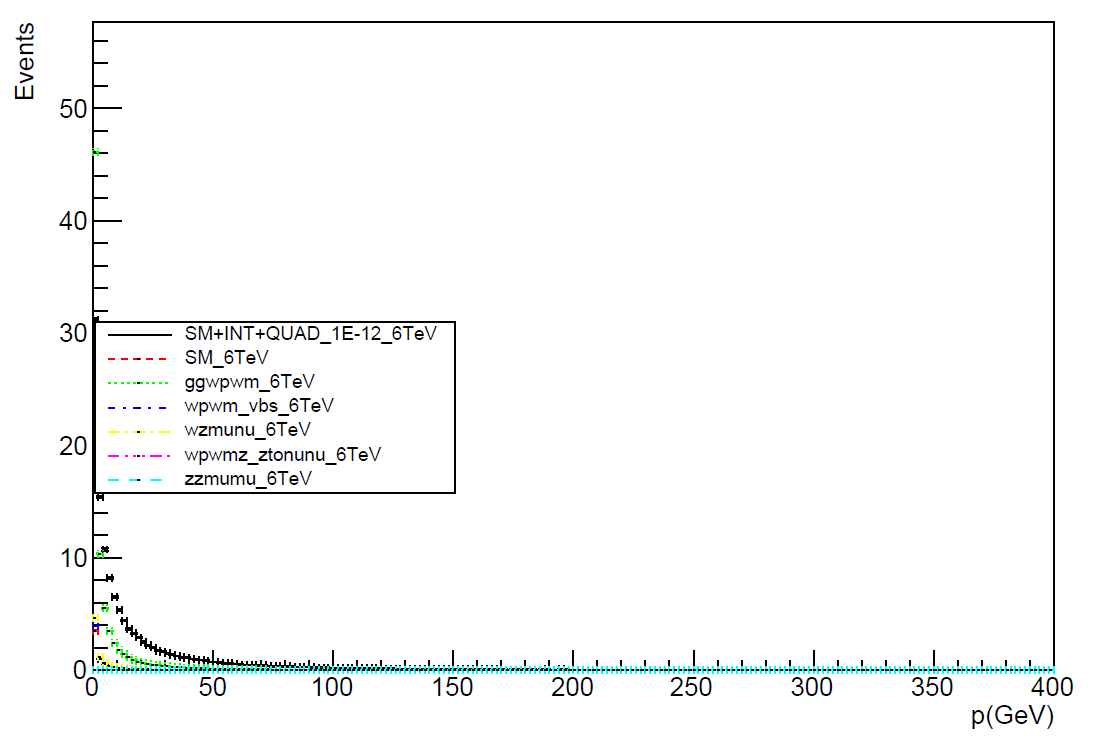 Events
50
40
30
20
10
0
SM+INT+QUAD_1E-12_6TeV
SM_6TeV
ggwpwm_6TeV
wpwm_vbs_6TeV
wzmunu_6TeV
wpwmz_ztonunu_6TeV
zzmumu_6TeV
0 50 100 150 200 250 300 350 400
p(GeV)